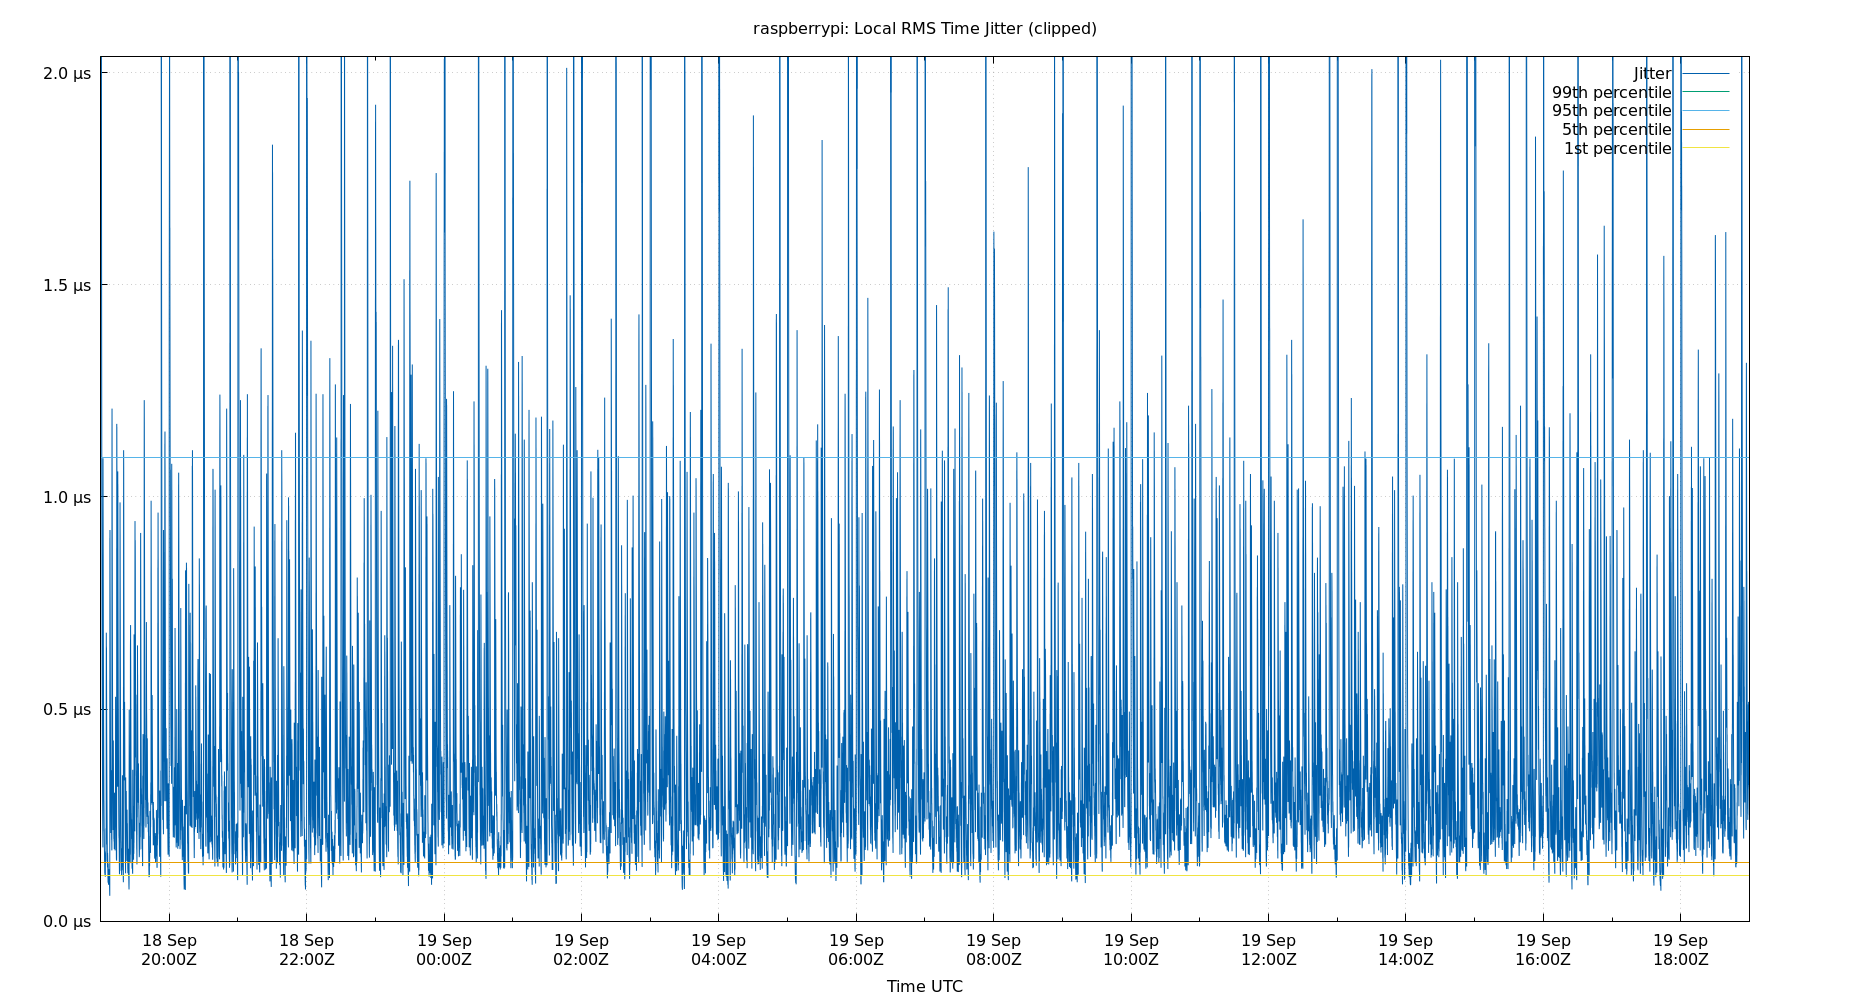 raspberrypi: Local RMS Time Jitter (clipped)
2.0 µs
1.5 µs
1.0 µs
0.5 µs
0.0 µs
Jitter
99th percentile
95th percentile
5th percentile
1st percentile
18 Sep 18 Sep 19 Sep 19 Sep 19 Sep 19 Sep 19 Sep 19 Sep 19 Sep 19 Sep 19 Sep 19 Sep
20:00Z 22:00Z 00:00Z 02:00Z 04:00Z 06:00Z 08:00Z 10:00Z 12:00Z 14:00Z 16:00Z 18:00Z
Time UTC